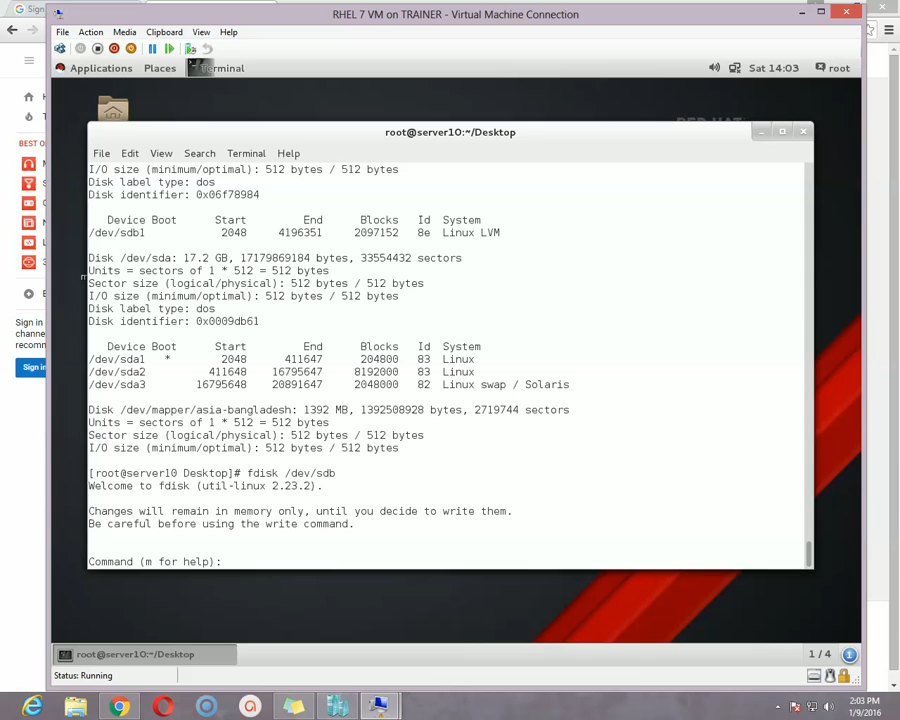 Sign
RHEL 7 VM on TRAINER - Virtual Machine Connection
File Action Media Clipboard View Help
Applications Places Terminal Sat 14:03 root
root@server10:~/Desktop
File Edit View Search Terminal Help
I/O size (minimum/optimal): 512 bytes / 512 bytes
Disk label type: dos
Disk identifier: 0x06f78984
Device Boot Start End Blocks Id System
/dev/sdb1 2048 4196351 2097152 8e Linux LVM
Disk /dev/sda: 17.2 GB, 17179869184 bytes, 33554432 sectors
Units = sectors of 1 * 512 = 512 bytes
Sector size (logical/physical): 512 bytes / 512 bytes
I/O size (minimum/optimal): 512 bytes / 512 bytes
Disk label type: dos
Disk identifier: 0x0009db61
Device Boot Start End Blocks Id System
/dev/sda1 * 2048 411647 204800 83 Linux
/dev/sda2 411648 16795647 8192000 83 Linux
/dev/sda3 16795648 20891647 2048000 82 Linux swap / Solaris
Disk /dev/mapper/asia-bangladesh: 1392 MB, 1392508928 bytes, 2719744 sectors
Units = sectors of 1 * 512 = 512 bytes
Sector size (logical/physical): 512 bytes / 512 bytes
I/O size (minimum/optimal): 512 bytes / 512 bytes
[root@server10 Desktop]# fdisk /dev/sdb
Welcome to fdisk (util-linux 2.23.2).
Changes will remain in memory only, until you decide to write them.
Be careful before using the write command.
Command (m for help):
BEST O
Sign in
channe
recomm
Sign in
root@server10:~/Desktop 1 / 4 1
Status: Running
2:03 PM
1/9/2016